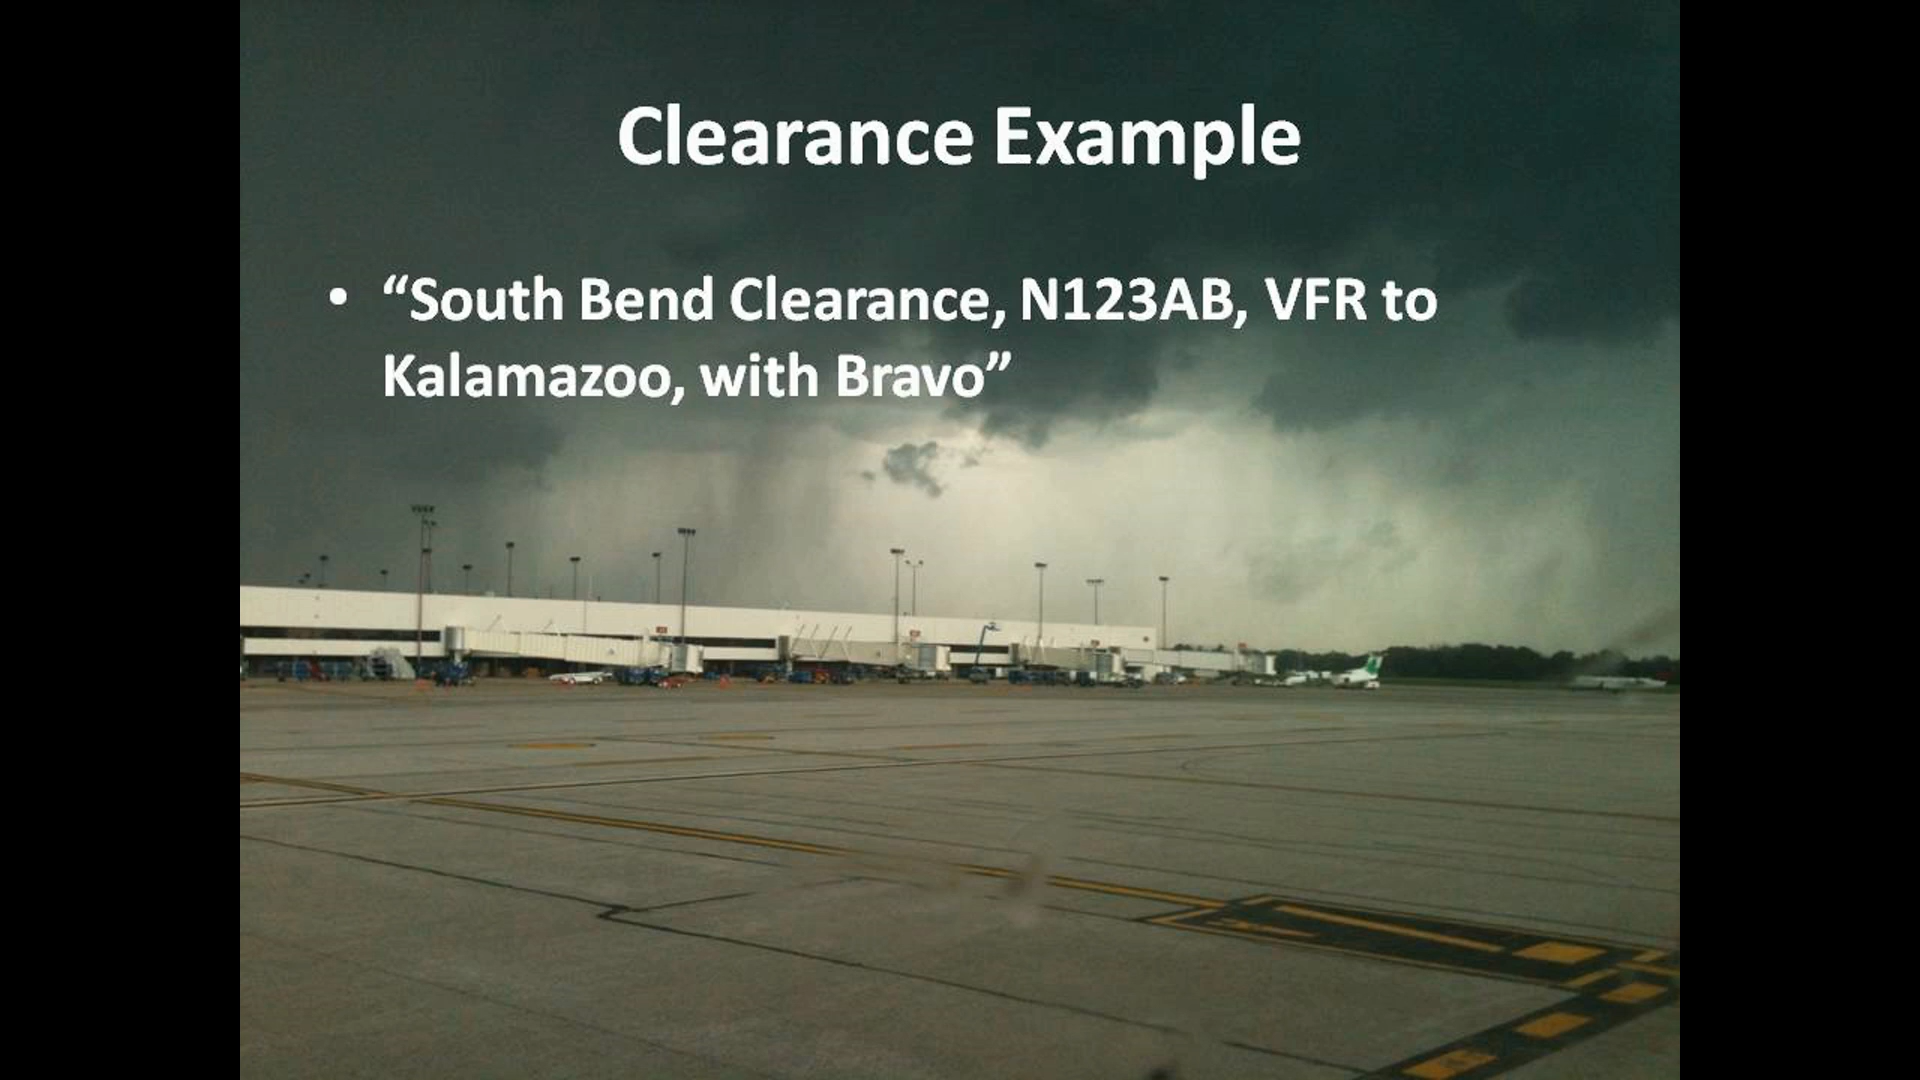 Clearance Example
• “South Bend Clearance, N123AB, VFR to
Kalamazoo, with Bravo”